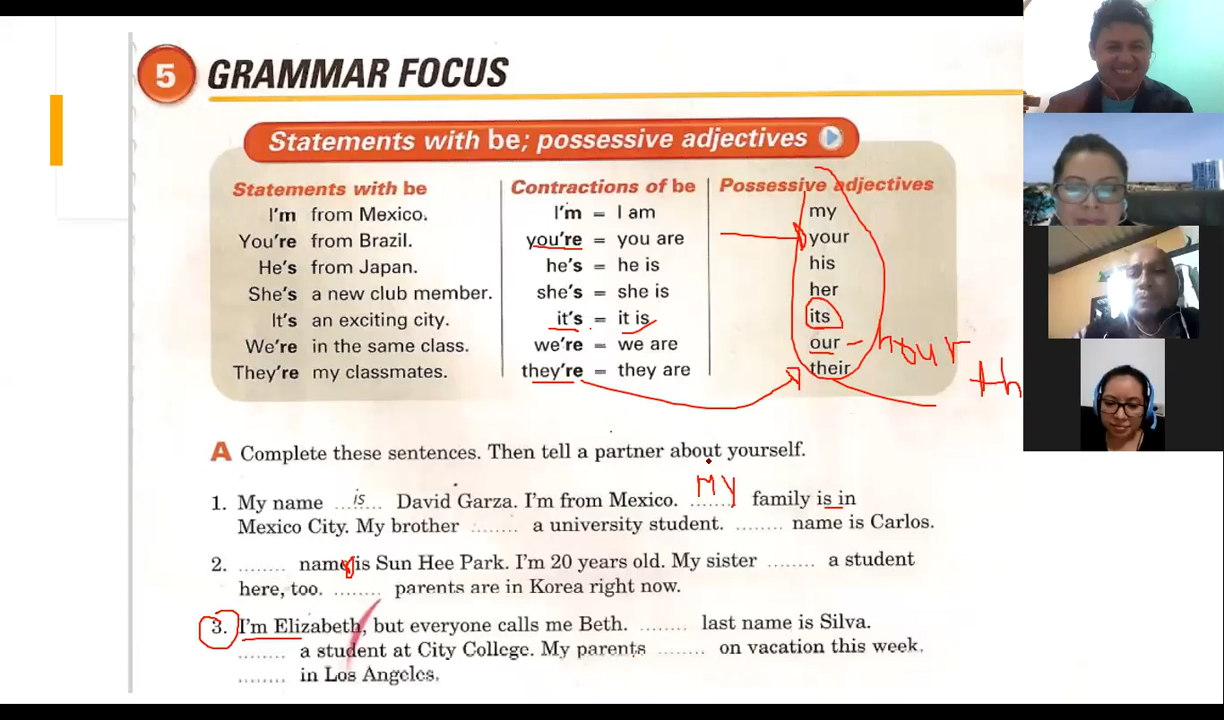 5 GRAMMAR FOCUS
Statements with be; possessive adjectives
Statements with be Contractions of be Possessive adjectives
I'm from Mexico. I'm = I am my
You're from Brazil. you're = you are your
He's from Japan. he's = he is his
She's a new club member. she's = she is her
It's an exciting city. it's = it is its
We're in the same class. we're = we are our hour
They're my classmates. they're = they are their th
A Complete these sentences. Then tell a partner about yourself.
1. My name is David Garza. I'm from Mexico. My family is in
Mexico City. My brother ........ a university student. ........ name is Carlos.
2. ........ name is Sun Hee Park. I'm 20 years old. My sister ........ a student
here, too. ........ parents are in Korea right now.
3. I'm Elizabeth, but everyone calls me Beth. ........ last name is Silva.
........ a student at City College. My parents ........ on vacation this week.
........ in Los Angeles.